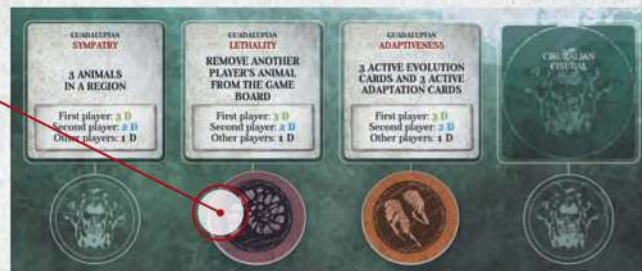 GUADALUPIAN
SYMPATRY
3 ANIMALS
IN A REGION
First player: 3 D
Second player: 2 D
Other players: 1 D
GUADALUPIAN
LETHALITY
REMOVE ANOTHER
PLAYER'S ANIMAL
FROM THE GAME
BOARD
First player: 3 D
Second player: 2 D
Other players: 1 D
GUADALUPIAN
ADAPTIVENESS
3 ACTIVE EVOLUTION
CARDS AND 3 ACTIVE
ADAPTATION CARDS
First player: 3 D
Second player: 2 D
Other players: 1 D
CISURALIAN